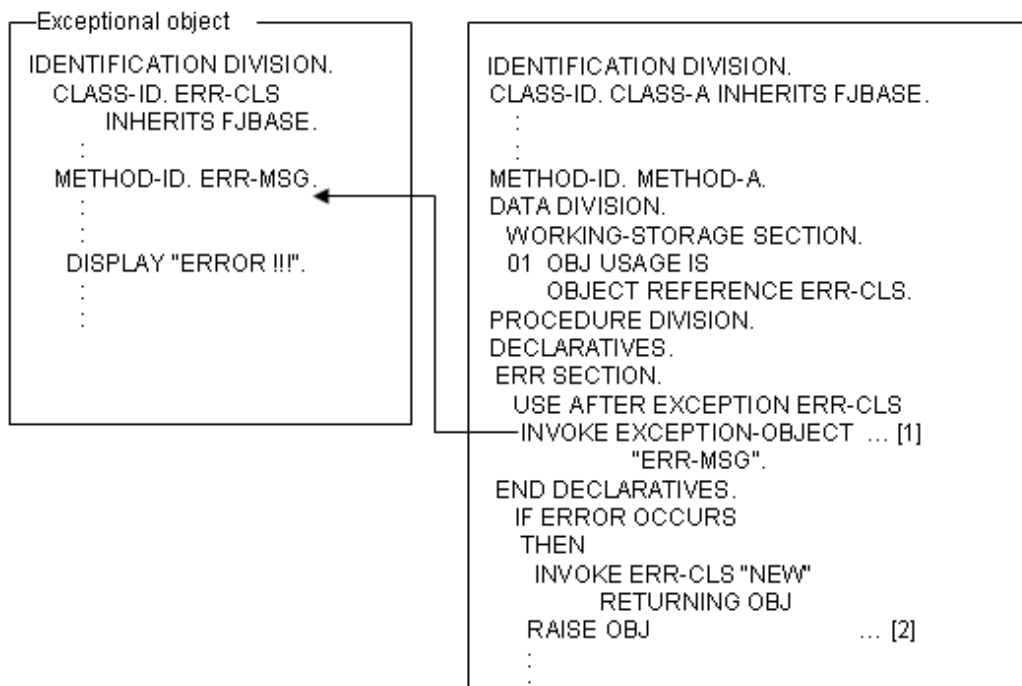 Exceptional object
IDENTIFICATION DIVISION.
CLASS-ID. ERR-CLS
INHERITS FJBASE.
:
METHOD-ID. ERR-MSG.
:
:
DISPLAY "ERROR !!!".
:
:
IDENTIFICATION DIVISION.
CLASS-ID. CLASS-A INHERITS FJBASE.
:
:
METHOD-ID. METHOD-A.
DATA DIVISION.
WORKING-STORAGE SECTION.
01 OBJ USAGE IS
OBJECT REFERENCE ERR-CLS.
PROCEDURE DIVISION.
DECLARATIVES.
ERR SECTION.
USE AFTER EXCEPTION ERR-CLS
INVOKE EXCEPTION-OBJECT ... [1]
"ERR-MSG".
END DECLARATIVES.
IF ERROR OCCURS
THEN
INVOKE ERR-CLS "NEW"
RETURNING OBJ
RAISE OBJ ... [2]
:
: